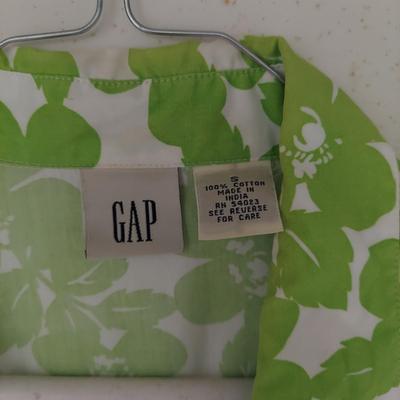 GAP
S
100% COTTON
MADE IN
INDIA
RN 54023
SEE REVERSE
FOR CARE